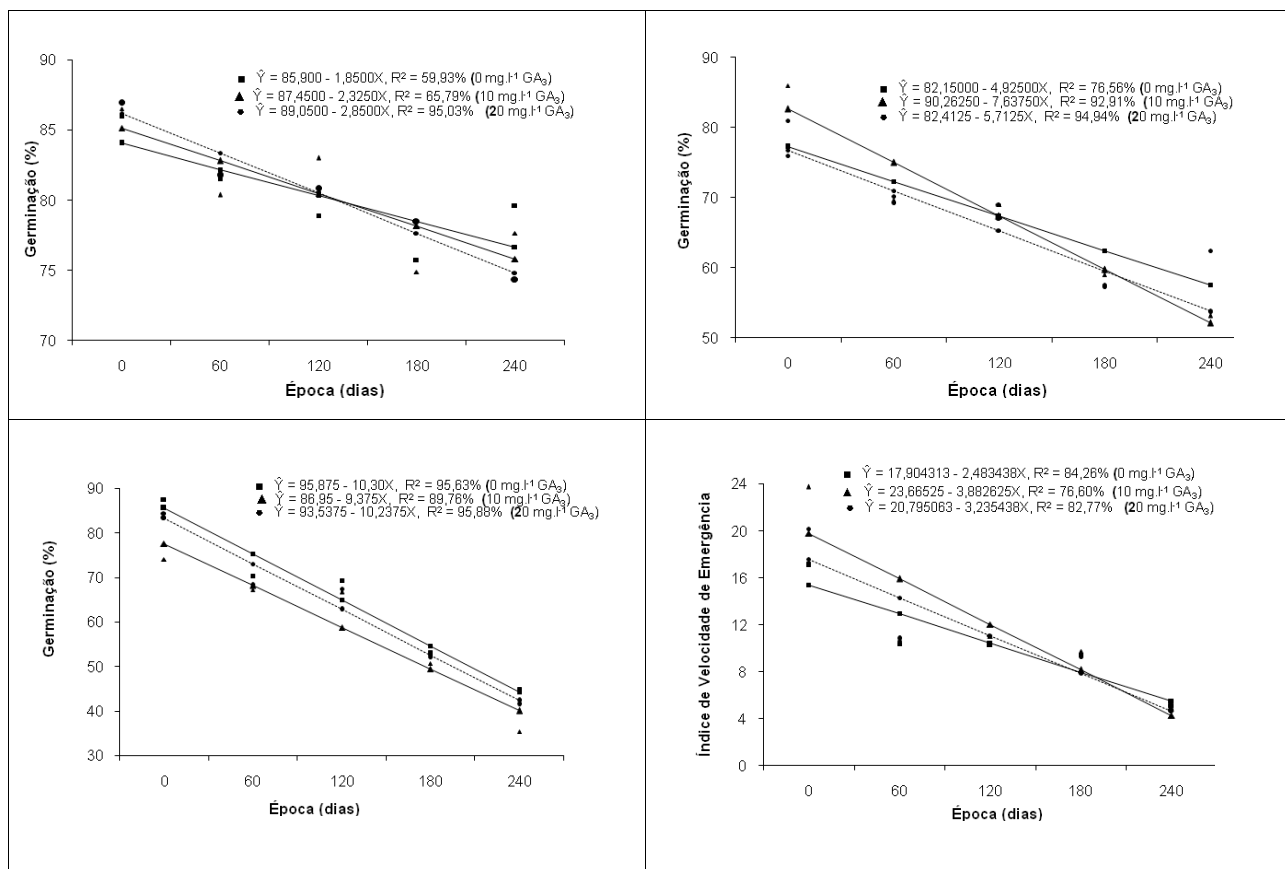 Ŷ = 85,900 - 1,8500X, R² = 59,93% (0 mg.l-¹ GA₃)
Ŷ = 87,4500 - 2,3250X, R² = 65,79% (10 mg.l-¹ GA₃)
Ŷ = 89,0500 - 2,8500X, R² = 95,03% (20 mg.l-¹ GA₃)
Germinação (%)
90
85
80
75
70
0 60 120 180 240
Época (dias)
Ŷ = 82,15000 - 4,92500X, R² = 76,56% (0 mg.l-¹ GA₃)
Ŷ = 90,26250 - 7,63750X, R² = 92,91% (10 mg.l-¹ GA₃)
Ŷ = 82,4125 - 5,7125X, R² = 94,94% (20 mg.l-¹ GA₃)
Germinação (%)
90
80
70
60
50
0 60 120 180 240
Época (dias)
Ŷ = 95,875 - 10,30X, R² = 95,63% (0 mg.l-¹ GA₃)
Ŷ = 86,95 - 9,375X, R² = 89,76% (10 mg.l-¹ GA₃)
Ŷ = 93,5375 - 10,2375X, R² = 95,88% (20 mg.l-¹ GA₃)
Germinação (%)
90
80
70
60
50
40
30
0 60 120 180 240
Época (dias)
Ŷ = 17,904313 - 2,483438X, R² = 84,26% (0 mg.l-¹ GA₃)
Ŷ = 23,66525 - 3,882625X, R² = 76,60% (10 mg.l-¹ GA₃)
Ŷ = 20,795063 - 3,235438X, R² = 82,77% (20 mg.l-¹ GA₃)
Índice de Velocidade de Emergência
24
20
16
12
8
4
0
0 60 120 180 240
Época (dias)